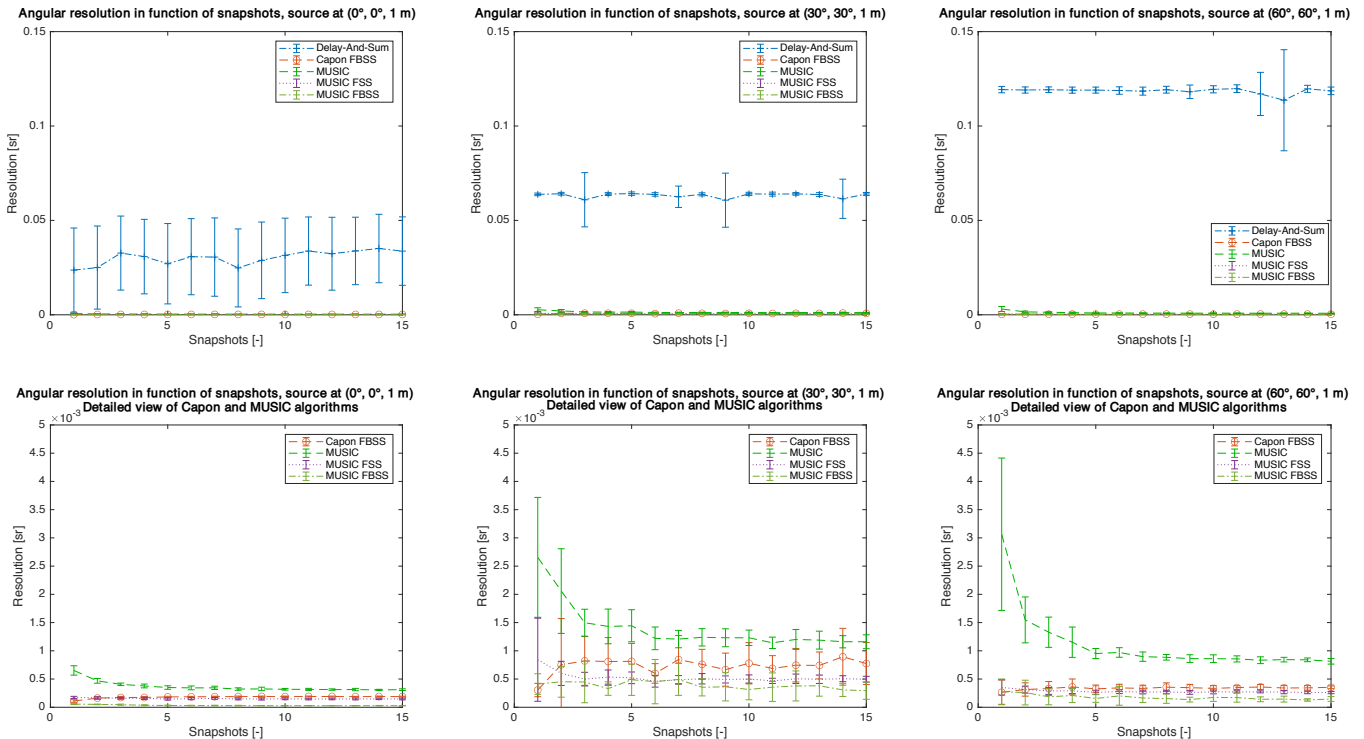 Angular resolution in function of snapshots, source at (0°, 0°, 1 m)
0.15
0.1
0.05
0
Resolution [sr]
0
5
10
15
Snapshots [-]
Delay-And-Sum
Capon FBSS
MUSIC
MUSIC FSS
MUSIC FBSS
Angular resolution in function of snapshots, source at (30°, 30°, 1 m)
0.15
0.1
0.05
0
Resolution [sr]
0
5
10
15
Snapshots [-]
Delay-And-Sum
Capon FBSS
MUSIC
MUSIC FSS
MUSIC FBSS
Angular resolution in function of snapshots, source at (60°, 60°, 1 m)
0.15
0.1
0.05
0
Resolution [sr]
0
5
10
15
Snapshots [-]
Delay-And-Sum
Capon FBSS
MUSIC
MUSIC FSS
MUSIC FBSS
Angular resolution in function of snapshots, source at (0°, 0°, 1 m)
Detailed view of Capon and MUSIC algorithms
×10⁻³
5
4.5
4
3.5
3
2.5
2
1.5
1
0.5
0
Resolution [sr]
0
5
10
15
Snapshots [-]
Capon FBSS
MUSIC
MUSIC FSS
MUSIC FBSS
Angular resolution in function of snapshots, source at (30°, 30°, 1 m)
Detailed view of Capon and MUSIC algorithms
×10⁻³
5
4.5
4
3.5
3
2.5
2
1.5
1
0.5
0
Resolution [sr]
0
5
10
15
Snapshots [-]
Capon FBSS
MUSIC
MUSIC FSS
MUSIC FBSS
Angular resolution in function of snapshots, source at (60°, 60°, 1 m)
Detailed view of Capon and MUSIC algorithms
×10⁻³
5
4.5
4
3.5
3
2.5
2
1.5
1
0.5
0
Resolution [sr]
0
5
10
15
Snapshots [-]
Capon FBSS
MUSIC
MUSIC FSS
MUSIC FBSS